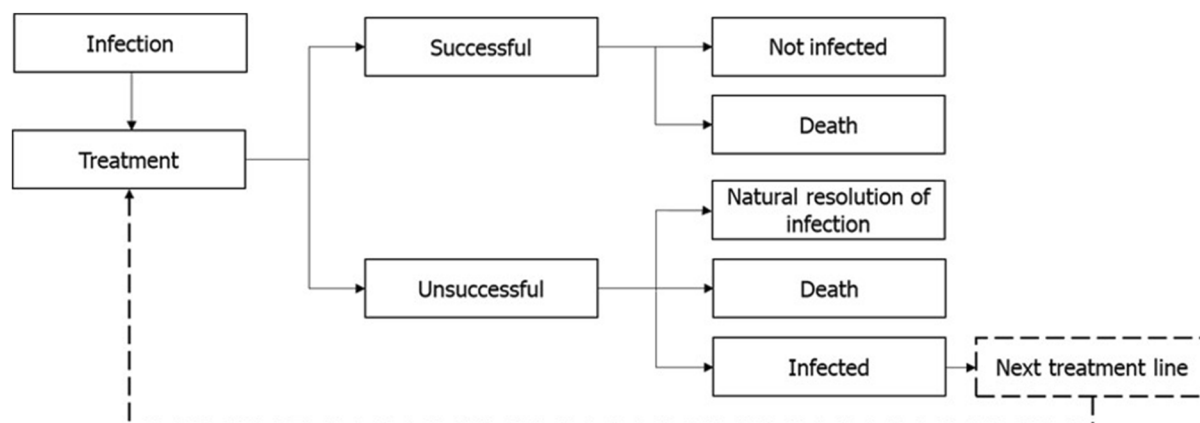 Infection
Treatment
Successful
Unsuccessful
Not infected
Death
Natural resolution of
infection
Death
Infected
Next treatment line